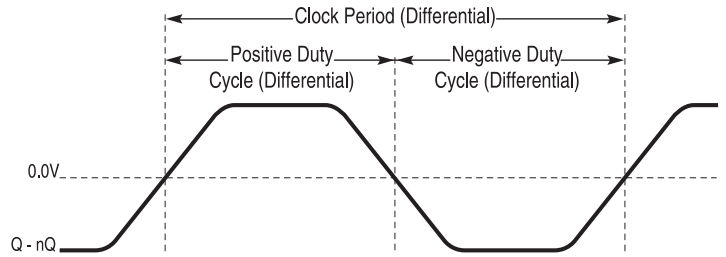 Clock Period (Differential)
Positive Duty
Cycle (Differential)
Negative Duty
Cycle (Differential)
0.0V
Q - nQ